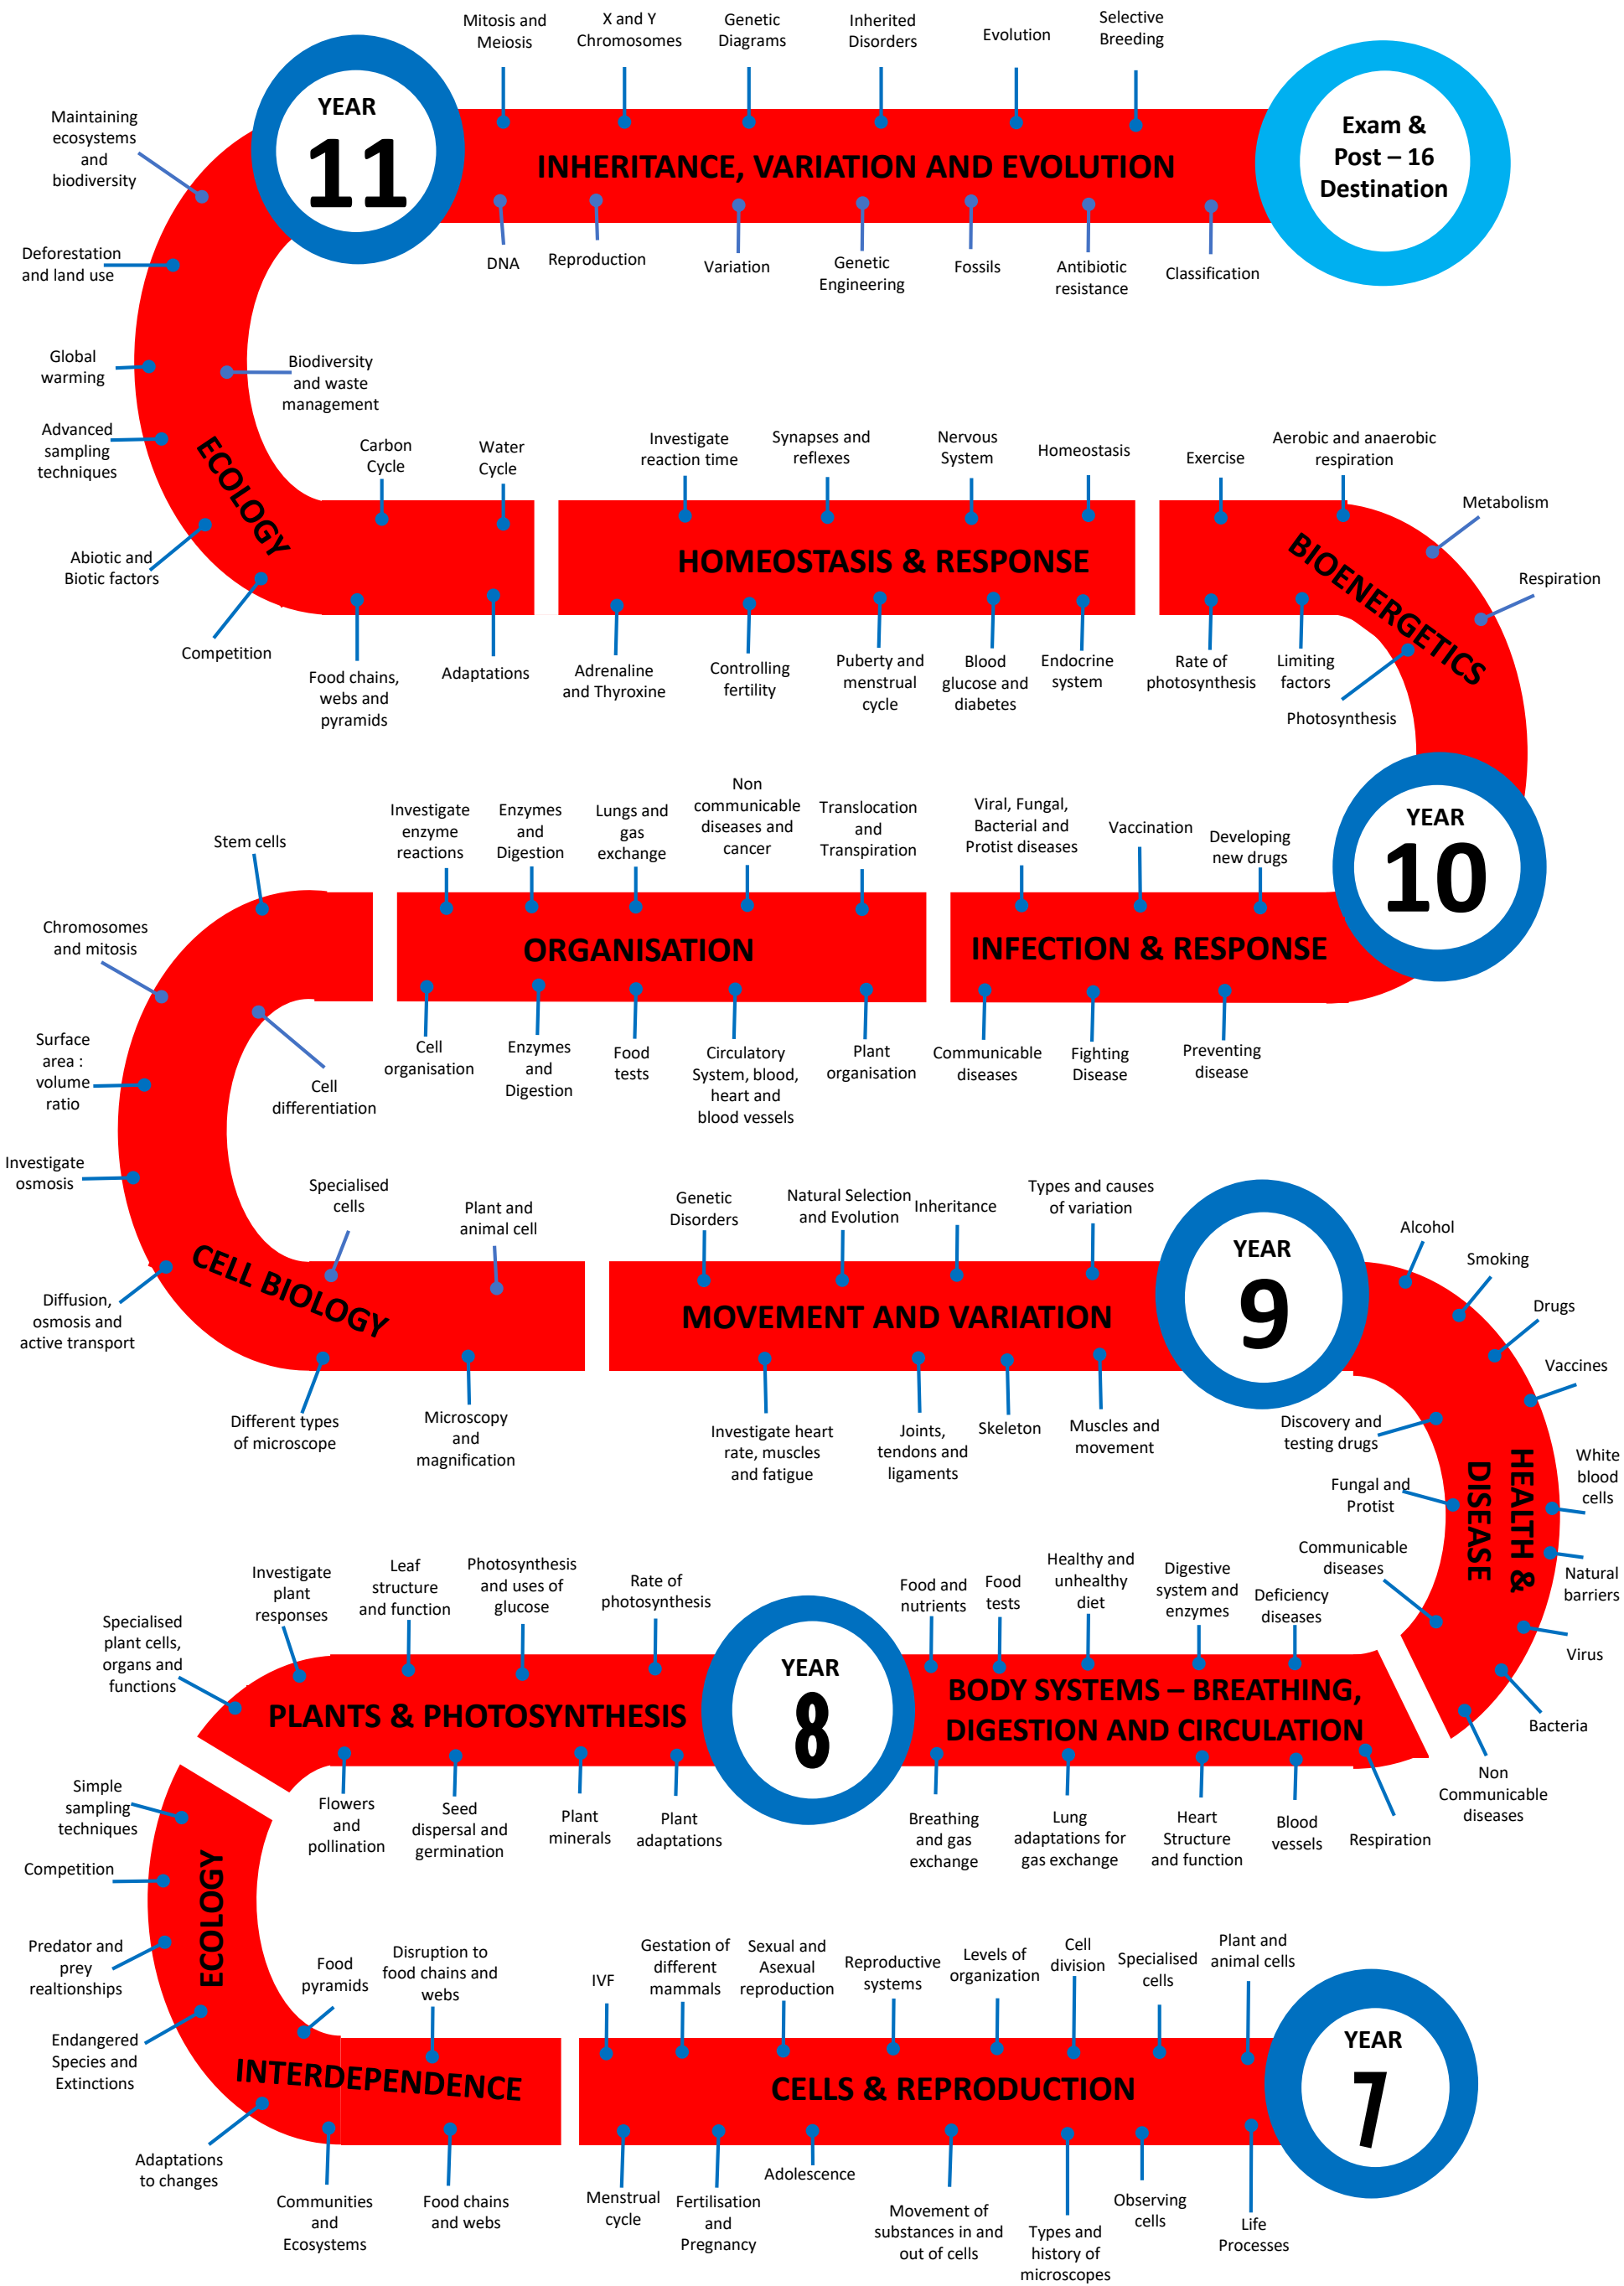 Mitosis and
Meiosis
X and Y
Chromosomes
Genetic
Diagrams
Inherited
Disorders
Evolution
Selective
Breeding
YEAR
11
INHERITANCE, VARIATION AND EVOLUTION
Exam &
Post – 16
Destination
DNA
Reproduction
Variation
Genetic
Engineering
Fossils
Antibiotic
resistance
Classification
Maintaining
ecosystems
and
biodiversity
Deforestation
and land use
Global
warming
Biodiversity
and waste
management
Advanced
sampling
techniques
ECOLOGY
Abiotic and
Biotic factors
Competition
Carbon
Cycle
Water
Cycle
Food chains,
webs and
pyramids
Adaptations
Investigate
reaction time
Synapses and
reflexes
Nervous
System
Homeostasis
HOMEOSTASIS & RESPONSE
Adrenaline
and Thyroxine
Controlling
fertility
Puberty and
menstrual
cycle
Blood
glucose and
diabetes
Endocrine
system
Exercise
Aerobic and anaerobic
respiration
Metabolism
Respiration
BIOENERGETICS
Rate of
photosynthesis
Limiting
factors
Photosynthesis
YEAR
10
Stem cells
Investigate
enzyme
reactions
Enzymes
and
Digestion
Lungs and
gas
exchange
Non
communicable
diseases and
cancer
Translocation
and
Transpiration
Viral, Fungal,
Bacterial and
Protist diseases
Vaccination
Developing
new drugs
ORGANISATION
INFECTION & RESPONSE
Cell
organisation
Enzymes
and
Digestion
Food
tests
Circulatory
System, blood,
heart and
blood vessels
Plant
organisation
Communicable
diseases
Fighting
Disease
Preventing
disease
Chromosomes
and mitosis
Surface
area :
volume
ratio
Cell
differentiation
Investigate
osmosis
Diffusion,
osmosis and
active transport
CELL BIOLOGY
Specialised
cells
Plant and
animal cell
Different types
of microscope
Microscopy
and
magnification
Genetic
Disorders
Natural Selection
and Evolution
Inheritance
Types and causes
of variation
MOVEMENT AND VARIATION
YEAR
9
Investigate heart
rate, muscles
and fatigue
Joints,
tendons and
ligaments
Skeleton
Muscles and
movement
Alcohol
Smoking
Drugs
Vaccines
Discovery and
testing drugs
White
blood
cells
Fungal and
Protist
HEALTH &
DISEASE
Communicable
diseases
Natural
barriers
Virus
Bacteria
Non
Communicable
diseases
Specialised
plant cells,
organs and
functions
Investigate
plant
responses
Leaf
structure
and function
Photosynthesis
and uses of
glucose
Rate of
photosynthesis
PLANTS & PHOTOSYNTHESIS
YEAR
8
Food and
nutrients
Food
tests
Healthy and
unhealthy
diet
Digestive
system and
enzymes
Deficiency
diseases
BODY SYSTEMS – BREATHING,
DIGESTION AND CIRCULATION
Flowers
and
pollination
Seed
dispersal and
germination
Plant
minerals
Plant
adaptations
Breathing
and gas
exchange
Lung
adaptations for
gas exchange
Heart
Structure
and function
Blood
vessels
Respiration
Simple
sampling
techniques
Competition
ECOLOGY
Predator and
prey
realtionships
Endangered
Species and
Extinctions
Adaptations
to changes
Food
pyramids
Disruption to
food chains and
webs
INTERDEPENDENCE
Communities
and
Ecosystems
Food chains
and webs
IVF
Gestation of
different
mammals
Sexual and
Asexual
reproduction
Reproductive
systems
Levels of
organization
Cell
division
Specialised
cells
Plant and
animal cells
CELLS & REPRODUCTION
YEAR
7
Menstrual
cycle
Fertilisation
and
Pregnancy
Adolescence
Movement of
substances in and
out of cells
Types and
history of
microscopes
Observing
cells
Life
Processes